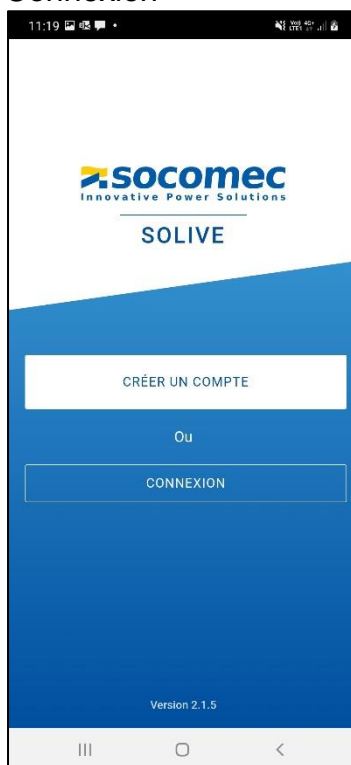 Connexion
11:19
socomec
Innovative Power Solutions
SOLIVE
CRÉER UN COMPTE
Ou
CONNEXION
Version 2.1.5